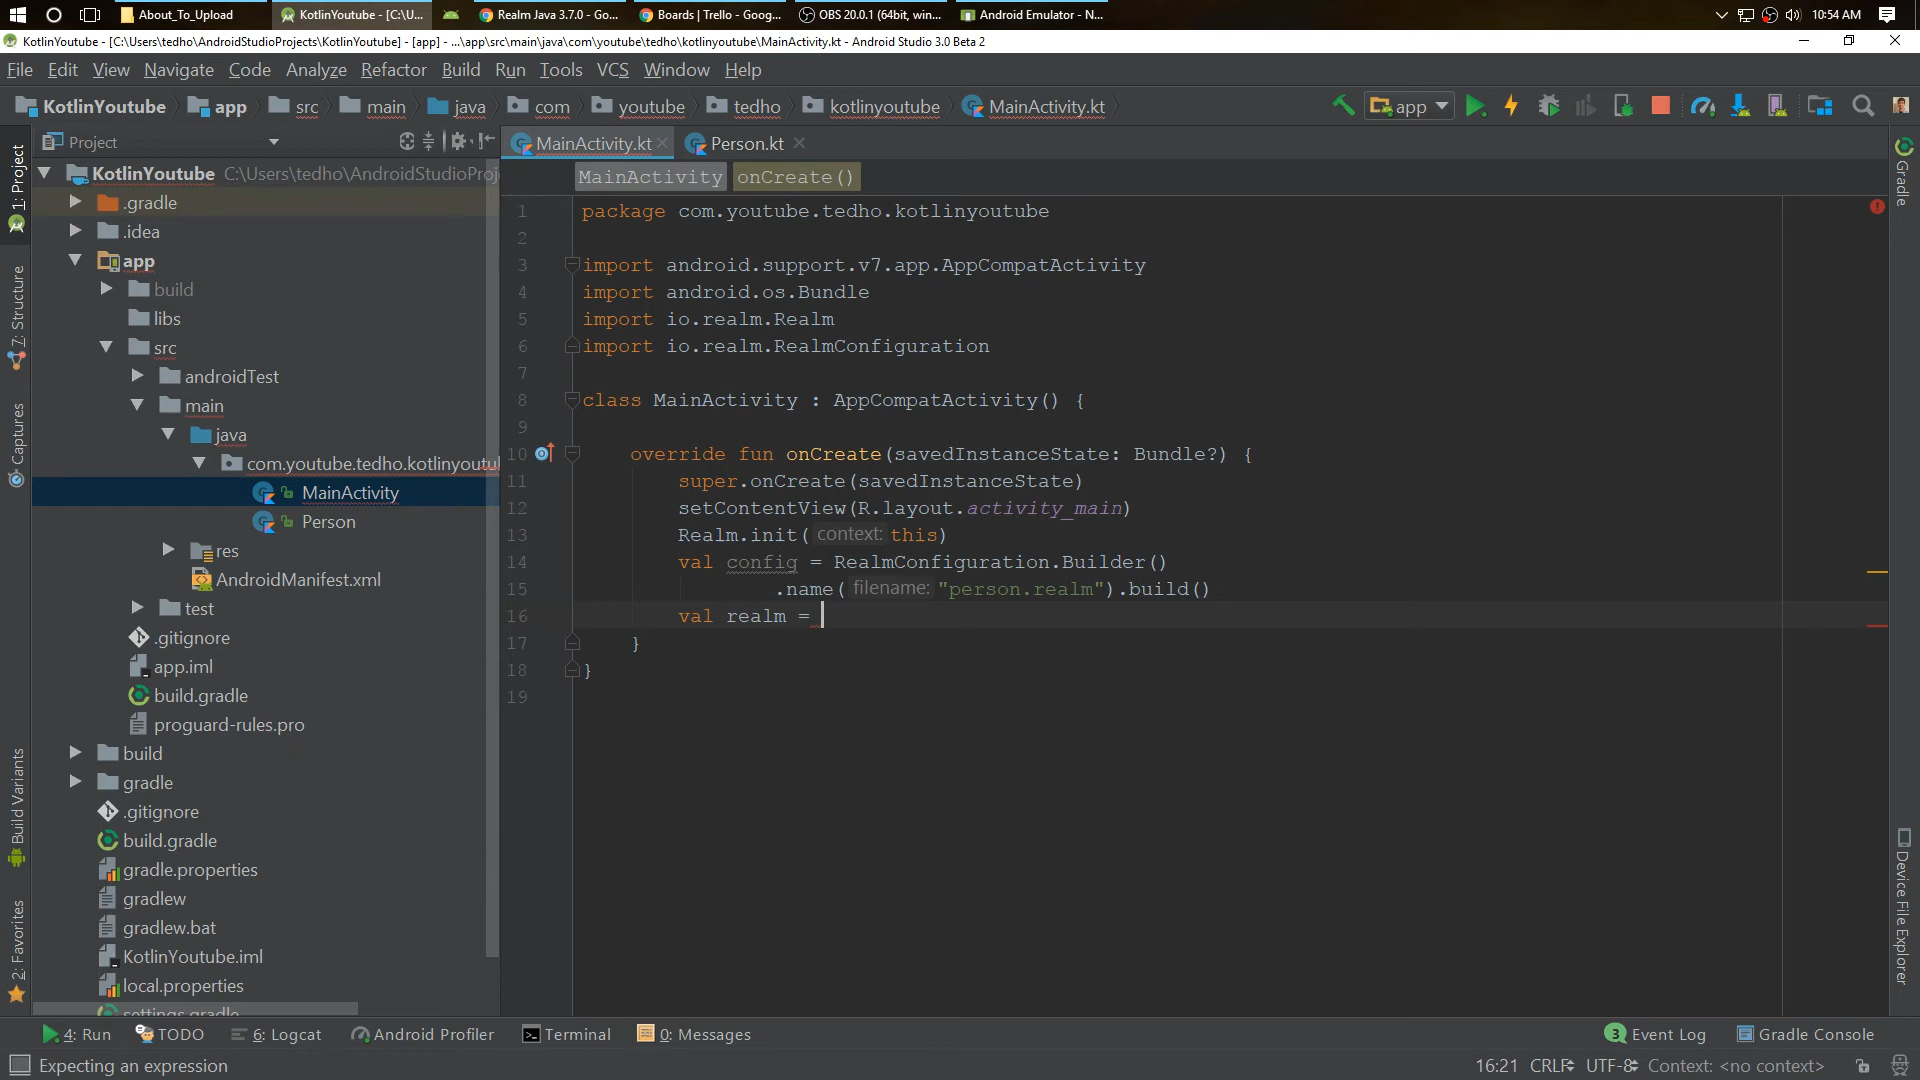 About_To_Upload
KotlinYoutube - [C:\U...
Realm Java 3.7.0 - Go...
Boards | Trello - Goog...
OBS 20.0.1 (64bit, win...
Android Emulator - N...
10:54 AM
KotlinYoutube - [C:\Users\tedho\AndroidStudioProjects\KotlinYoutube] - [app] - ...\app\src\main\java\com\youtube\tedho\kotlinyoutube\MainActivity.kt - Android Studio 3.0 Beta 2
File Edit View Navigate Code Analyze Refactor Build Run Tools VCS Window Help
KotlinYoutube app src main java com youtube tedho kotlinyoutube MainActivity.kt app
Project
MainActivity.kt
Person.kt
MainActivity onCreate()
1: Project
7: Structure
Captures
Build Variants
2: Favorites
KotlinYoutube C:\Users\tedho\AndroidStudioProj
.gradle
.idea
app
build
libs
src
androidTest
main
java
com.youtube.tedho.kotlinyoutu
MainActivity
Person
res
AndroidManifest.xml
test
.gitignore
app.iml
build.gradle
proguard-rules.pro
build
gradle
.gitignore
build.gradle
gradle.properties
gradlew
gradlew.bat
KotlinYoutube.iml
local.properties
settings.gradle
1 package com.youtube.tedho.kotlinyoutube
2
3 import android.support.v7.app.AppCompatActivity
4 import android.os.Bundle
5 import io.realm.Realm
6 import io.realm.RealmConfiguration
7
8 class MainActivity : AppCompatActivity() {
9
10 override fun onCreate(savedInstanceState: Bundle?) {
11 super.onCreate(savedInstanceState)
12 setContentView(R.layout.activity_main)
13 Realm.init( context: this)
14 val config = RealmConfiguration.Builder()
15 .name( filename: "person.realm").build()
16 val realm =
17 }
18 }
19
Gradle
Device File Explorer
4: Run TODO 6: Logcat Android Profiler Terminal 0: Messages 3 Event Log Gradle Console
Expecting an expression 16:21 CRLF UTF-8 Context: <no context>